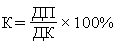 К = ДП / ДК × 100%